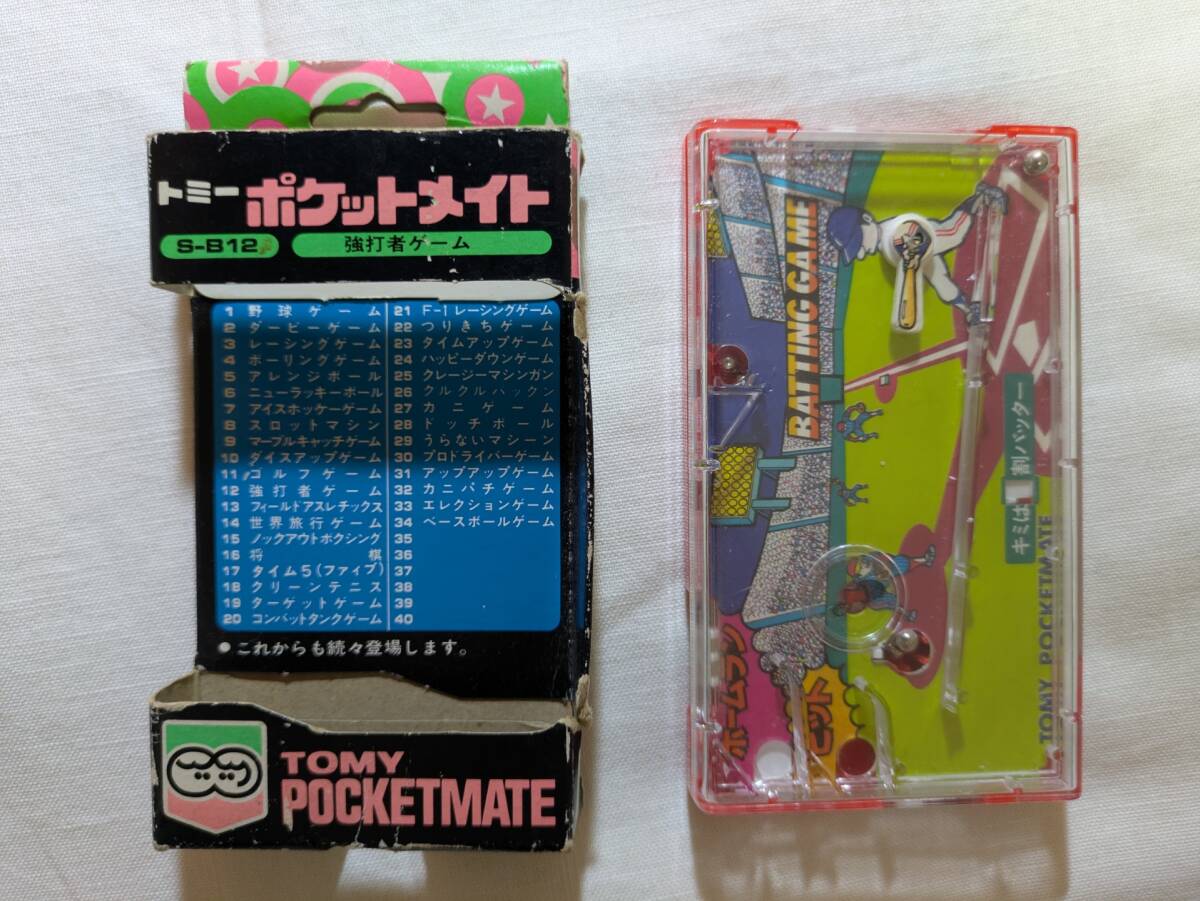 トミー ポケットメイト
S-B12 強打者ゲーム
1 野球ゲーム
2 ダービーゲーム
3 レーシングゲーム
4 ボーリングゲーム
5 アレンジボール
6 ニューラッキーボール
7 アイスホッケーゲーム
8 スロットマシン
9 マーブルキャッチゲーム
10 ダイスアップゲーム
11 ゴルフゲーム
12 強打者ゲーム
13 フィールドアスレチックス
14 世界旅行ゲーム
15 ノックアウトボクシング
16 将棋
17 タイム5(ファイブ)
18 クリーンテニス
19 ターゲットゲーム
20 コンバットタンクゲーム
21 F-1レーシングゲーム
22 つりきちゲーム
23 タイムアップゲーム
24 ハッピーダウンゲーム
25 クレージーマシンガン
26 クルクルハックン
27 カニゲーム
28 ドッチボール
29 うらないマシーン
30 プロドライバーゲーム
31 アップアップゲーム
32 カニバチゲーム
33 エレクションゲーム
34 ベースボールゲーム
35
36
37
38
39
40
●これからも続々登場します。
TOMY
POCKETMATE
BATTING GAME
キミは 割バッター
TOMY POCKETMATE
ホームラン
ヒット